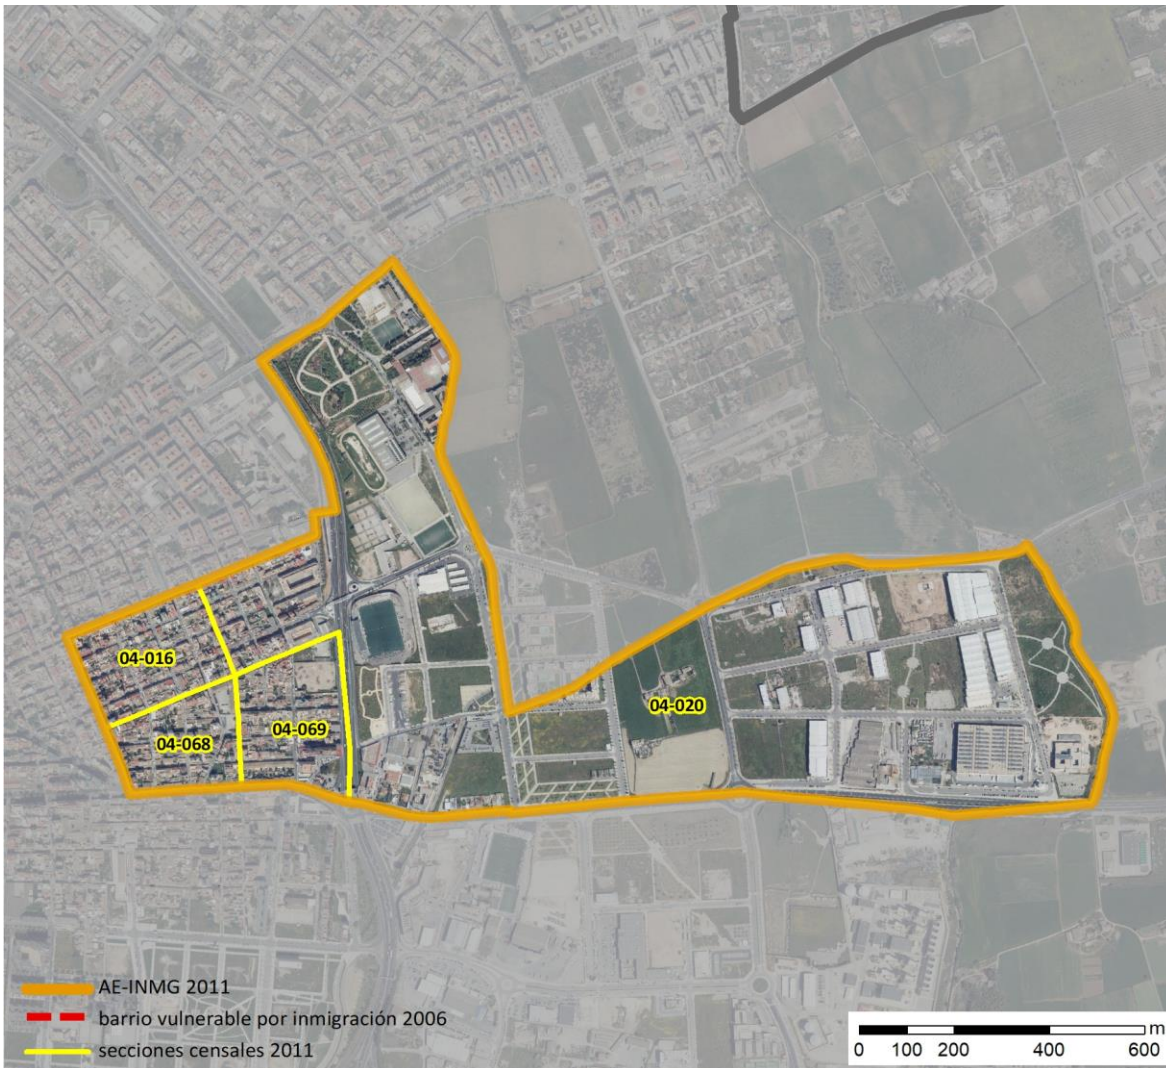 04-016
04-068
04-069
04-020
AE-INMG 2011
barrio vulnerable por inmigración 2006
secciones censales 2011
m
0 100 200 400 600